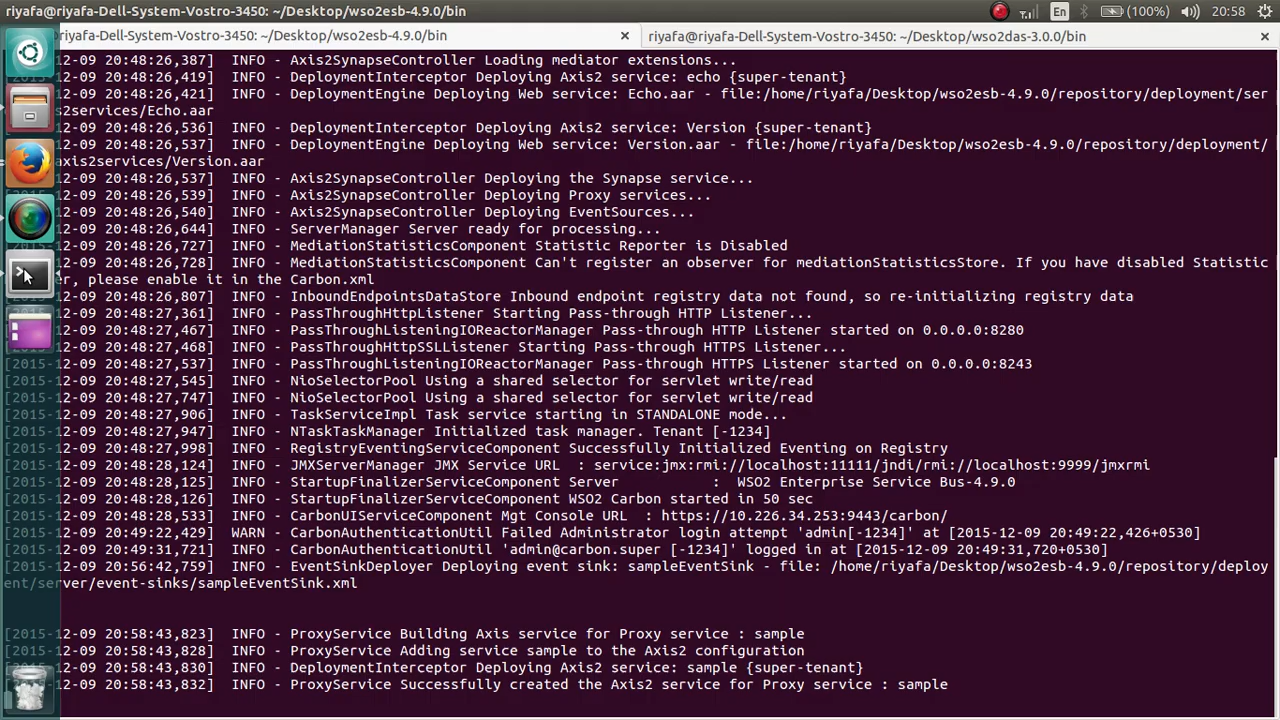 riyafa@riyafa-Dell-System-Vostro-3450: ~/Desktop/wso2esb-4.9.0/bin
En
(100%)
20:58
riyafa@riyafa-Dell-System-Vostro-3450: ~/Desktop/wso2esb-4.9.0/bin
riyafa@riyafa-Dell-System-Vostro-3450: ~/Desktop/wso2das-3.0.0/bin
12-09 20:48:26,387]  INFO - Axis2SynapseController Loading mediator extensions...
12-09 20:48:26,419]  INFO - DeploymentInterceptor Deploying Axis2 service: echo {super-tenant}
12-09 20:48:26,421]  INFO - DeploymentEngine Deploying Web service: Echo.aar - file:/home/riyafa/Desktop/wso2esb-4.9.0/repository/deployment/ser
s2services/Echo.aar
12-09 20:48:26,536]  INFO - DeploymentInterceptor Deploying Axis2 service: Version {super-tenant}
12-09 20:48:26,537]  INFO - DeploymentEngine Deploying Web service: Version.aar - file:/home/riyafa/Desktop/wso2esb-4.9.0/repository/deployment/
axis2services/Version.aar
12-09 20:48:26,537]  INFO - Axis2SynapseController Deploying the Synapse service...
12-09 20:48:26,539]  INFO - Axis2SynapseController Deploying Proxy services...
12-09 20:48:26,540]  INFO - Axis2SynapseController Deploying EventSources...
12-09 20:48:26,644]  INFO - ServerManager Server ready for processing...
12-09 20:48:26,727]  INFO - MediationStatisticsComponent Statistic Reporter is Disabled
12-09 20:48:26,728]  INFO - MediationStatisticsComponent Can't register an observer for mediationStatisticsStore. If you have disabled Statistic
er, please enable it in the Carbon.xml
12-09 20:48:26,807]  INFO - InboundEndpointsDataStore Inbound endpoint registry data not found, so re-initializing registry data
[2015-12-09 20:48:27,361]  INFO - PassThroughHttpListener Starting Pass-through HTTP Listener...
[2015-12-09 20:48:27,467]  INFO - PassThroughListeningIOReactorManager Pass-through HTTP Listener started on 0.0.0.0:8280
[2015-12-09 20:48:27,468]  INFO - PassThroughHttpSSLListener Starting Pass-through HTTPS Listener...
[2015-12-09 20:48:27,537]  INFO - PassThroughListeningIOReactorManager Pass-through HTTPS Listener started on 0.0.0.0:8243
[2015-12-09 20:48:27,545]  INFO - NioSelectorPool Using a shared selector for servlet write/read
[2015-12-09 20:48:27,747]  INFO - NioSelectorPool Using a shared selector for servlet write/read
[2015-12-09 20:48:27,906]  INFO - TaskServiceImpl Task service starting in STANDALONE mode...
[2015-12-09 20:48:27,947]  INFO - NTaskTaskManager Initialized task manager. Tenant [-1234]
[2015-12-09 20:48:27,998]  INFO - RegistryEventingServiceComponent Successfully Initialized Eventing on Registry
[2015-12-09 20:48:28,124]  INFO - JMXServerManager JMX Service URL  : service:jmx:rmi://localhost:11111/jndi/rmi://localhost:9999/jmxrmi
[2015-12-09 20:48:28,125]  INFO - StartupFinalizerServiceComponent Server           :  WSO2 Enterprise Service Bus-4.9.0
[2015-12-09 20:48:28,126]  INFO - StartupFinalizerServiceComponent WSO2 Carbon started in 50 sec
[2015-12-09 20:48:28,533]  INFO - CarbonUIServiceComponent Mgt Console URL  : https://10.226.34.253:9443/carbon/
[2015-12-09 20:49:22,429]  WARN - CarbonAuthenticationUtil Failed Administrator login attempt 'admin[-1234]' at [2015-12-09 20:49:22,426+0530]
[2015-12-09 20:49:31,721]  INFO - CarbonAuthenticationUtil 'admin@carbon.super [-1234]' logged in at [2015-12-09 20:49:31,720+0530]
[2015-12-09 20:56:42,759]  INFO - EventSinkDeployer Deploying event sink: sampleEventSink - file: /home/riyafa/Desktop/wso2esb-4.9.0/repository/deploy
ent/server/event-sinks/sampleEventSink.xml
[2015-12-09 20:58:43,823]  INFO - ProxyService Building Axis service for Proxy service : sample
[2015-12-09 20:58:43,828]  INFO - ProxyService Adding service sample to the Axis2 configuration
[2015-12-09 20:58:43,830]  INFO - DeploymentInterceptor Deploying Axis2 service: sample {super-tenant}
[2015-12-09 20:58:43,832]  INFO - ProxyService Successfully created the Axis2 service for Proxy service : sample